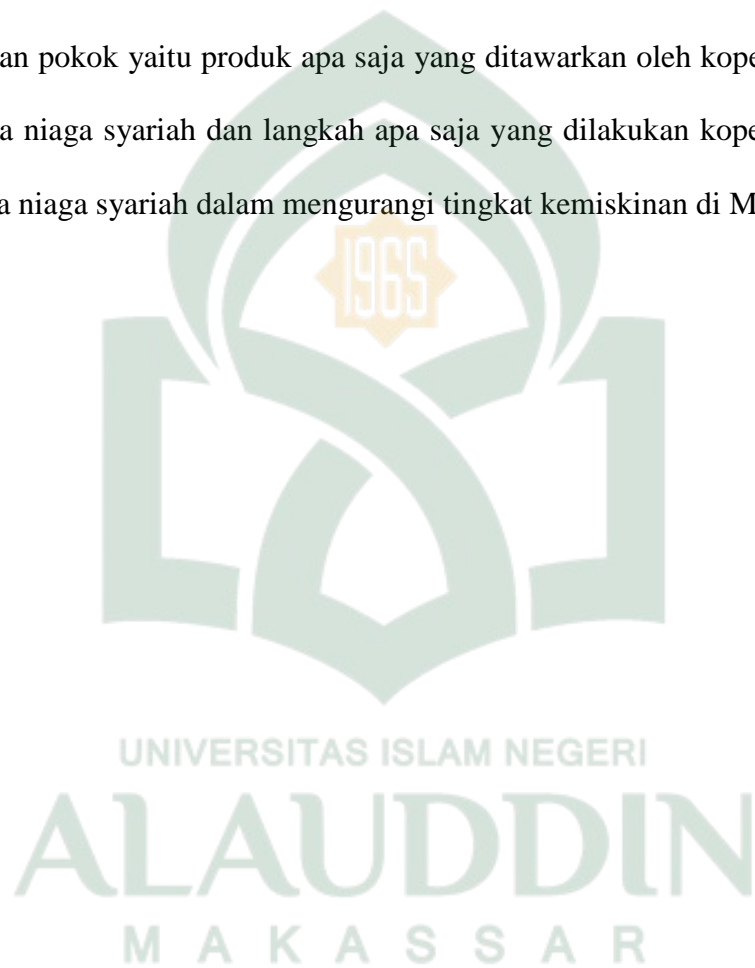 an pokok yaitu produk apa saja yang ditawarkan oleh kope
a niaga syariah dan langkah apa saja yang dilakukan kope
a niaga syariah dalam mengurangi tingkat kemiskinan di M
1965
UNIVERSITAS ISLAM NEGERI
ALAUDDIN
MAKASSAR